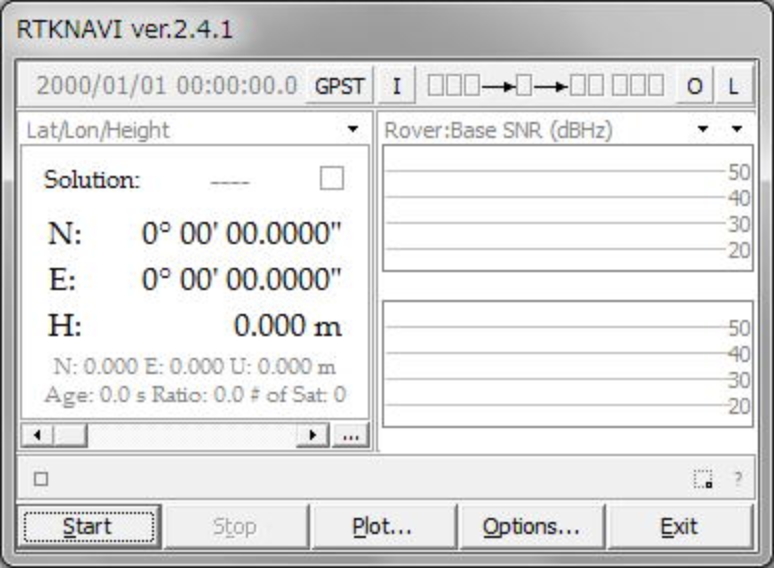 RTKNAVI ver.2.4.1
2000/01/01 00:00:00.0 GPST I O L
Lat/Lon/Height
Rover:Base SNR (dBHz)
Solution: ----
N: 0° 00' 00.0000"
E: 0° 00' 00.0000"
H: 0.000 m
N: 0.000 E: 0.000 U: 0.000 m
Age: 0.0 s Ratio: 0.0 # of Sat: 0
...
50
40
30
20
50
40
30
20
?
Start Stop Plot... Options... Exit